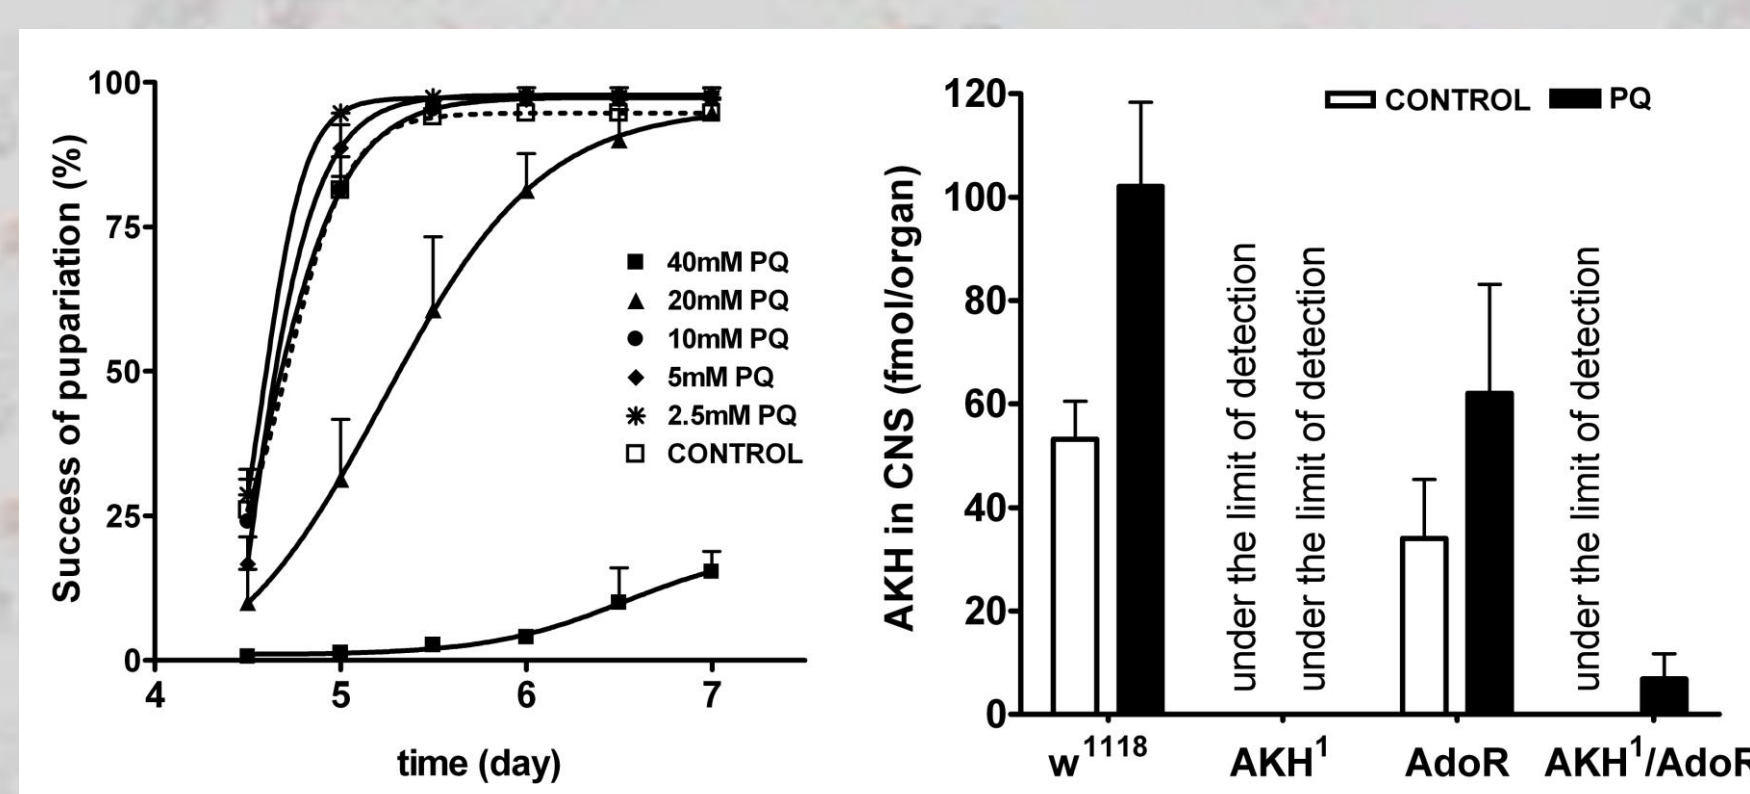 100
75
50
25
0
4 5 6 7
Success of pupariation (%)
time (day)
40mM PQ
20mM PQ
10mM PQ
5mM PQ
2.5mM PQ
CONTROL
120
100
80
60
40
20
0
AKH in CNS (fmol/organ)
CONTROL PQ
under the limit of detection
under the limit of detection
under the limit of detection
w¹¹¹⁸ AKH¹ AdoR AKH¹/AdoR